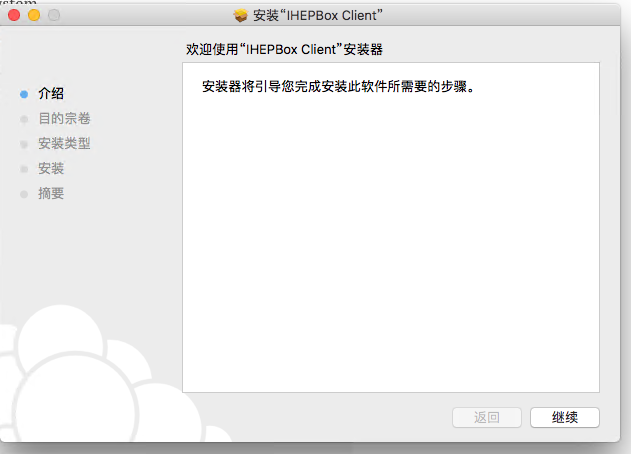 安装“IHEPBox Client”
欢迎使用“IHEPBox Client”安装器
安装器将引导您完成安装此软件所需要的步骤。
介绍
目的宗卷
安装类型
安装
摘要
返回
继续